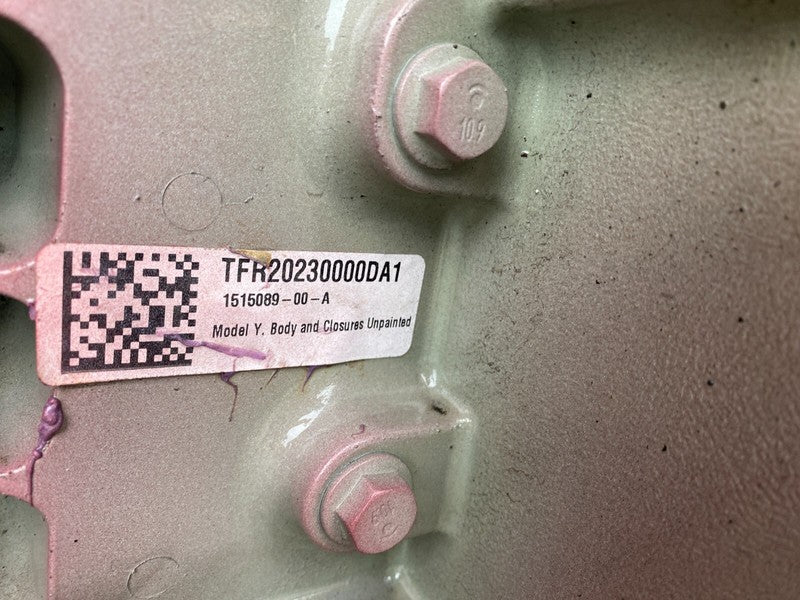 10.9
TFR20230000DA1
1515089-00-A
Model Y. Body and Closures Unpainted